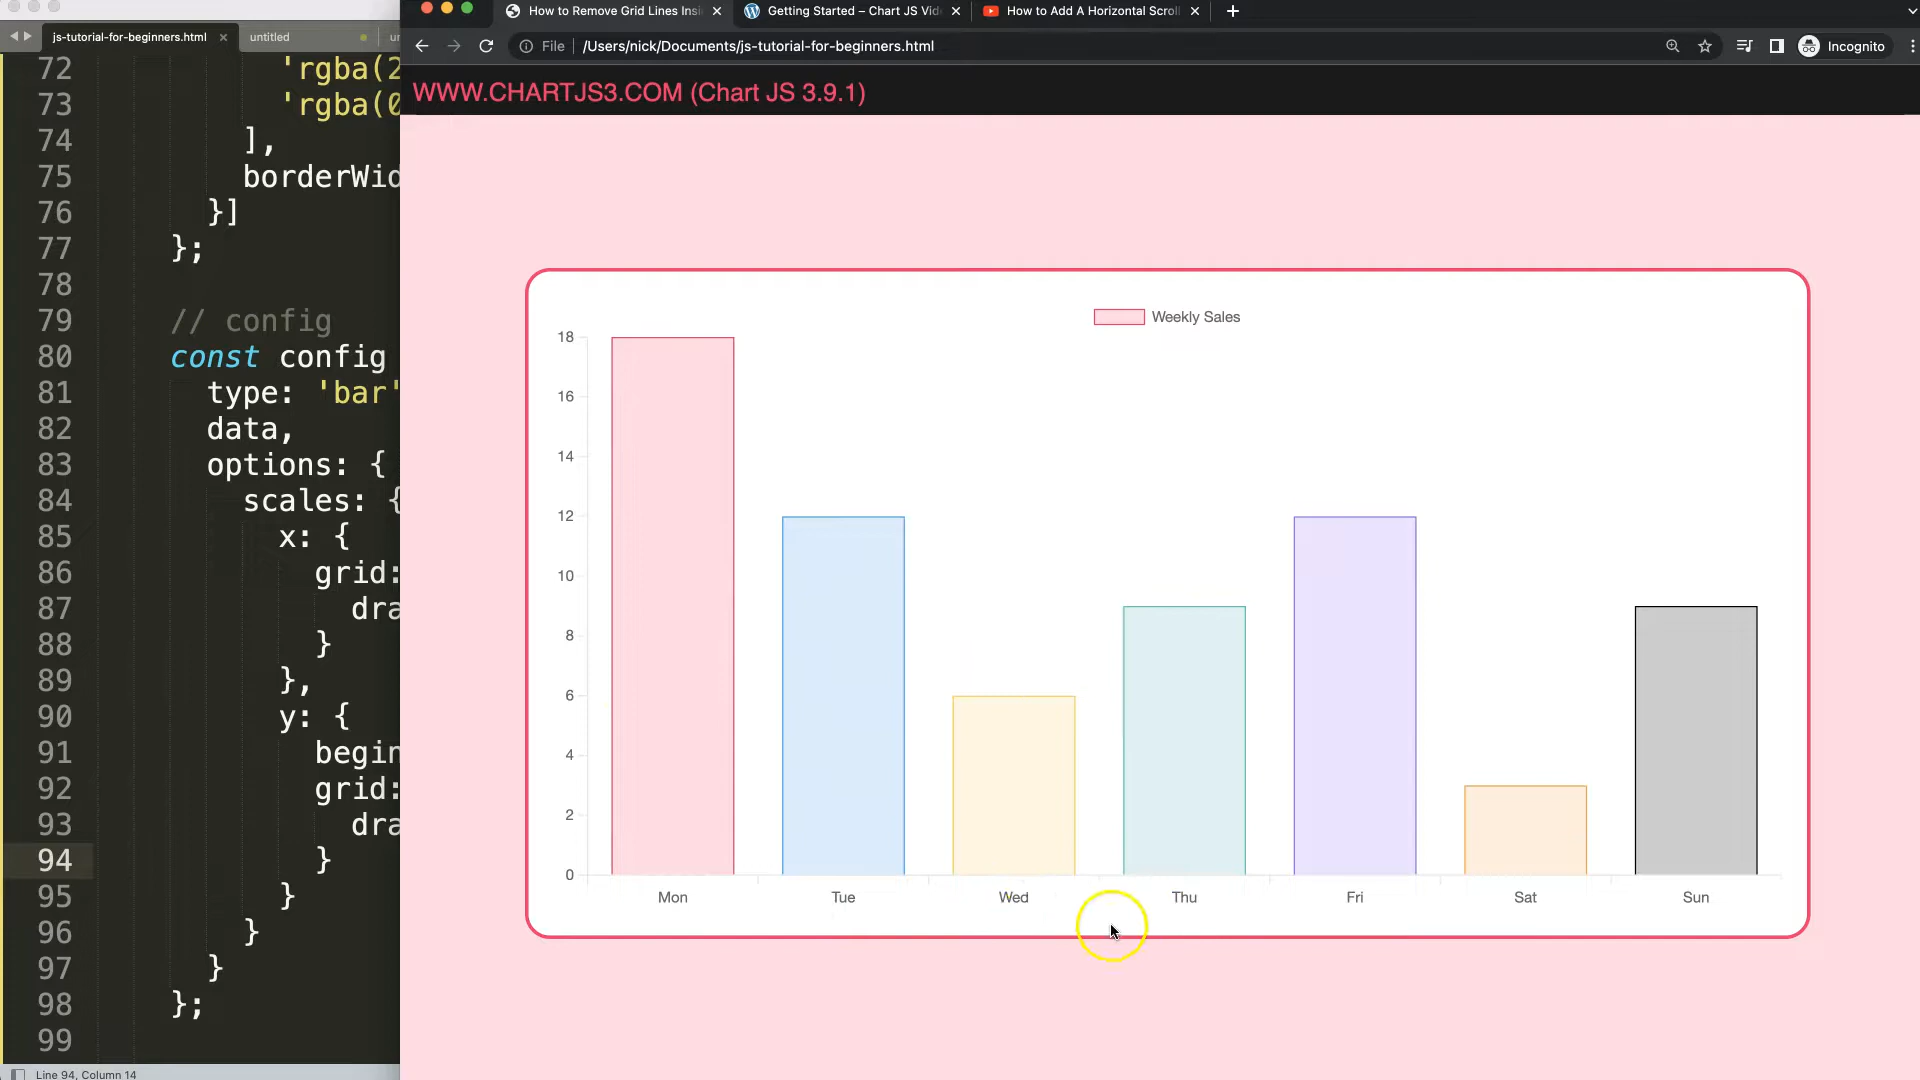 js-tutorial-for-beginners.html
untitled
72 'rgba(2
73 'rgba(0
74 ],
75 borderWid
76 }]
77 };
78
79 // config
80 const config
81 type: 'bar'
82 data,
83 options: {
84 scales: {
85 x: {
86 grid:
87 dra
88 }
89 },
90 y: {
91 begin
92 grid:
93 dra
94 }
95 }
96 }
97 }
98 };
99
Line 94, Column 14
How to Remove Grid Lines Insi
Getting Started – Chart JS Vid
How to Add A Horizontal Scroll
File /Users/nick/Documents/js-tutorial-for-beginners.html
Incognito
WWW.CHARTJS3.COM (Chart JS 3.9.1)
Weekly Sales
18
16
14
12
10
8
6
4
2
0
Mon Tue Wed Thu Fri Sat Sun